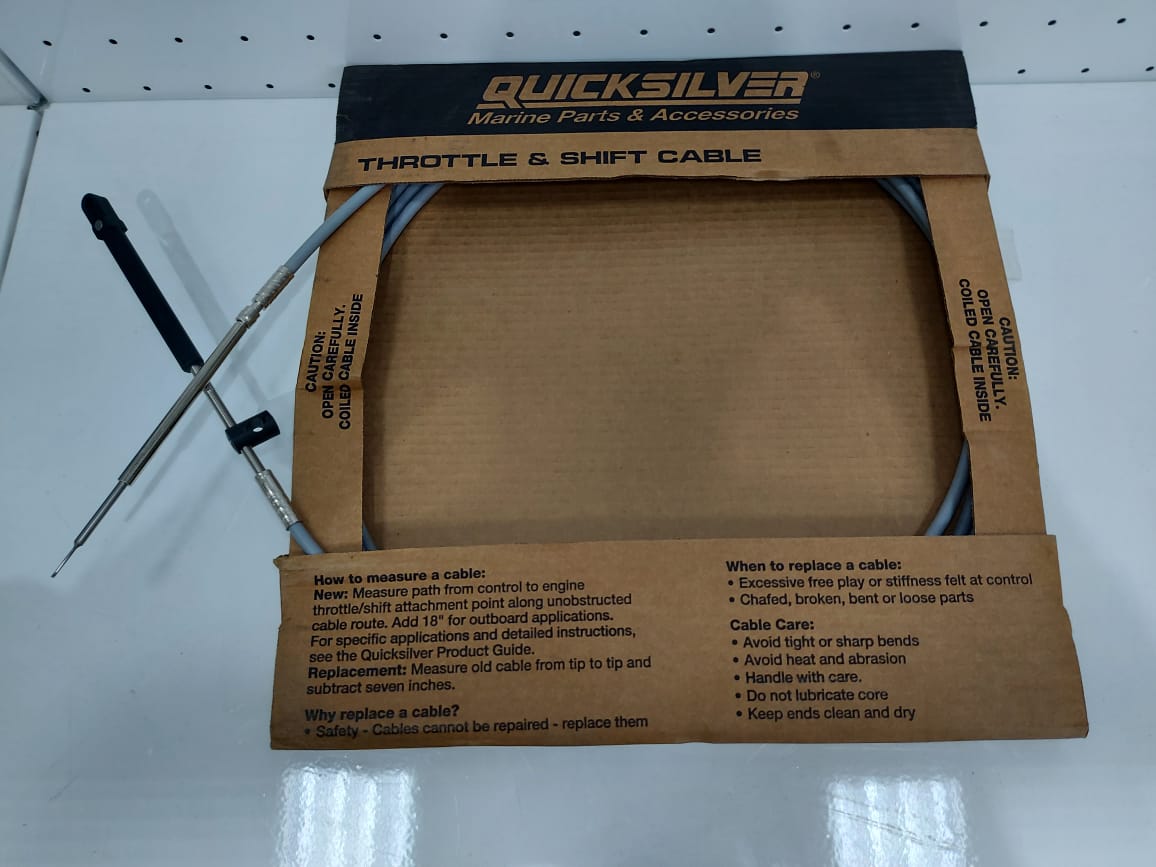 QUICKSILVER®
Marine Parts & Accessories
THROTTLE & SHIFT CABLE
CAUTION:
OPEN CAREFULLY.
COILED CABLE INSIDE
CAUTION:
OPEN CAREFULLY.
COILED CABLE INSIDE
How to measure a cable:
New: Measure path from control to engine
throttle/shift attachment point along unobstructed
cable route. Add 18" for outboard applications.
For specific applications and detailed instructions,
see the Quicksilver Product Guide.
Replacement: Measure old cable from tip to tip and
subtract seven inches.
Why replace a cable?
• Safety - Cables cannot be repaired - replace them
When to replace a cable:
• Excessive free play or stiffness felt at control
• Chafed, broken, bent or loose parts
Cable Care:
• Avoid tight or sharp bends
• Avoid heat and abrasion
• Handle with care.
• Do not lubricate core
• Keep ends clean and dry